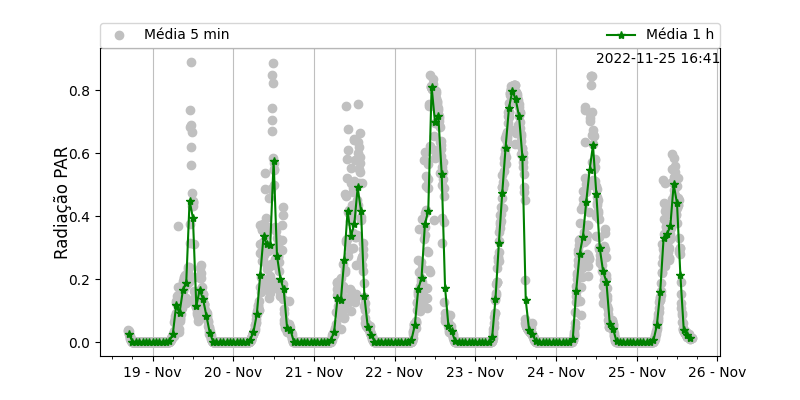 Média 5 min
Média 1 h
2022-11-25 16:41
Radiação PAR
0.8
0.6
0.4
0.2
0.0
19 - Nov
20 - Nov
21 - Nov
22 - Nov
23 - Nov
24 - Nov
25 - Nov
26 - Nov